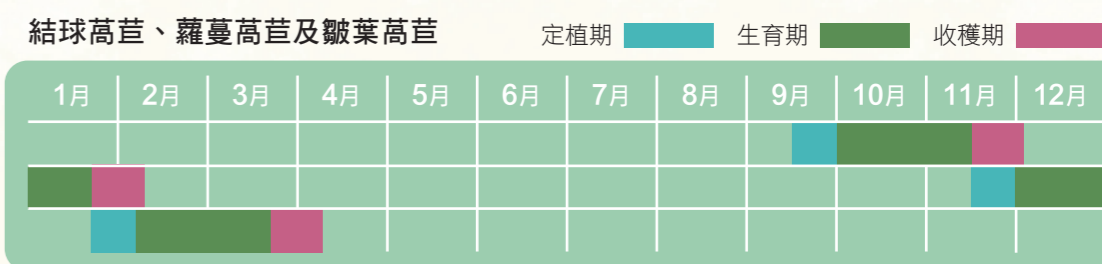 結球萵苣、蘿蔓萵苣及皺葉萵苣 定植期 生育期 收穫期
1月 2月 3月 4月 5月 6月 7月 8月 9月 10月 11月 12月